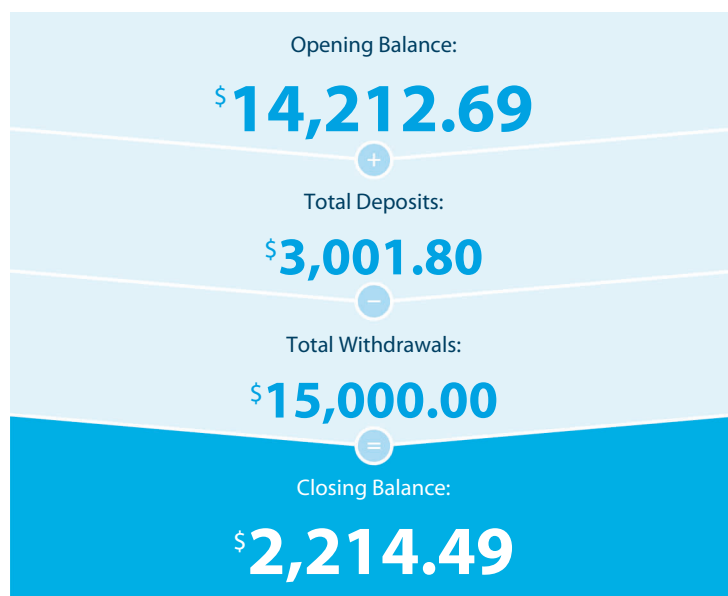 Opening Balance:
$14,212.69
+
Total Deposits:
$3,001.80
−
Total Withdrawals:
$15,000.00
=
Closing Balance:
$2,214.49